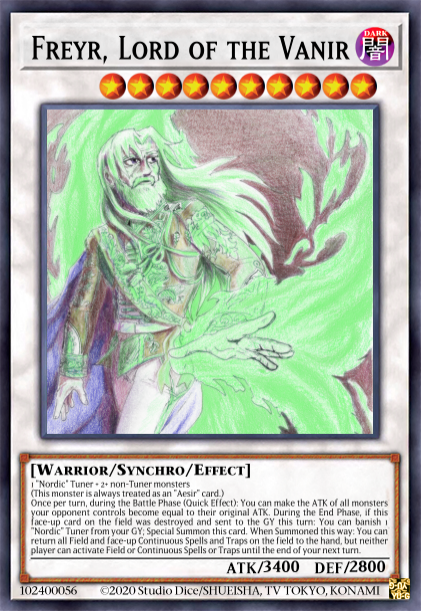 FREYR, LORD OF THE VANIR
DARK
闇
[WARRIOR/SYNCHRO/EFFECT]
1 "Nordic" Tuner + 2+ non-Tuner monsters
(This monster is always treated as an "Aesir" card.)
Once per turn, during the Battle Phase (Quick Effect): You can make the ATK of all monsters
your opponent controls become equal to their original ATK. During the End Phase, if this
face-up card on the field was destroyed and sent to the GY this turn: You can banish 1
"Nordic" Tuner from your GY; Special Summon this card. When Summoned this way: You can
return all Field and face-up Continuous Spells and Traps on the field to the hand, but neither
player can activate Field or Continuous Spells or Traps until the end of your next turn.
ATK/3400 DEF/2800
102400056 ©2020 Studio Dice/SHUEISHA, TV TOKYO, KONAMI